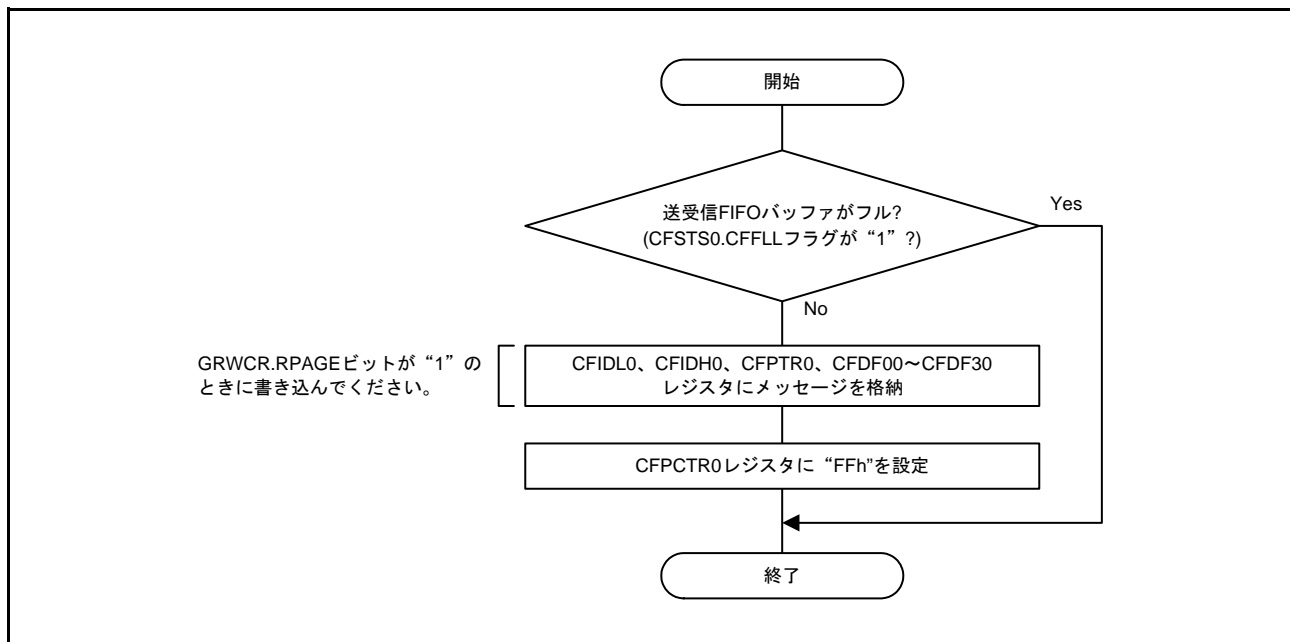 開始
送受信FIFOバッファがフル?
(CFSTS0.CFFLLフラグが“1”?)
Yes
No
GRWCR.RPAGEビットが“1”の
ときに書き込んでください。
CFIDL0、CFIDH0、CFPTR0、CFDF00～CFDF30
レジスタにメッセージを格納
CFPCTR0レジスタに“FFh”を設定
終了